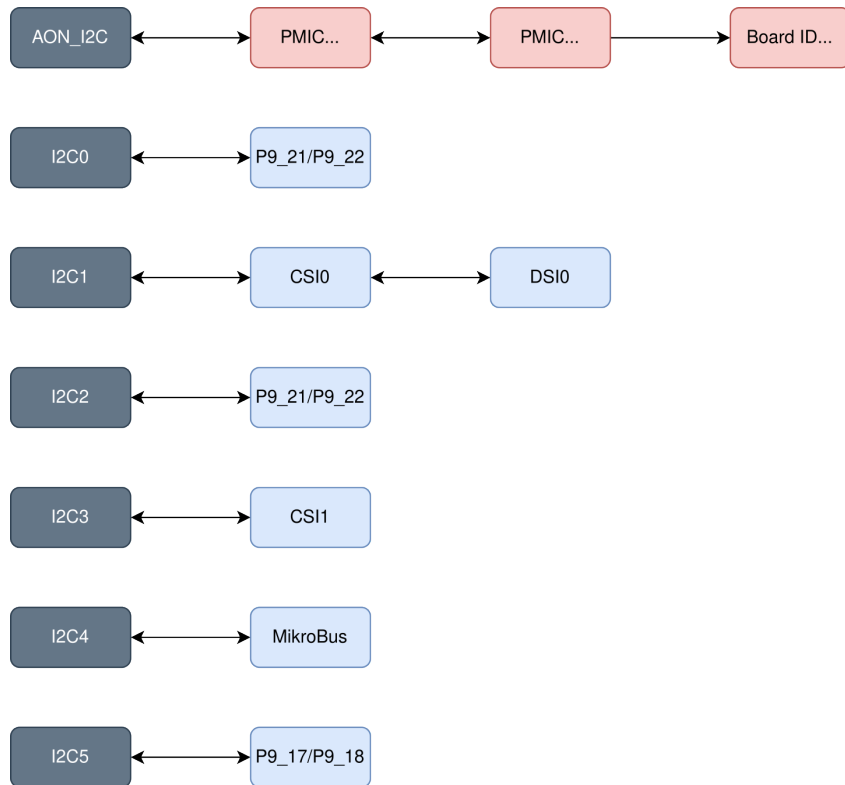 AON_I2C PMIC... PMIC... Board ID...
I2C0 P9_21/P9_22
I2C1 CSI0 DSI0
I2C2 P9_21/P9_22
I2C3 CSI1
I2C4 MikroBus
I2C5 P9_17/P9_18